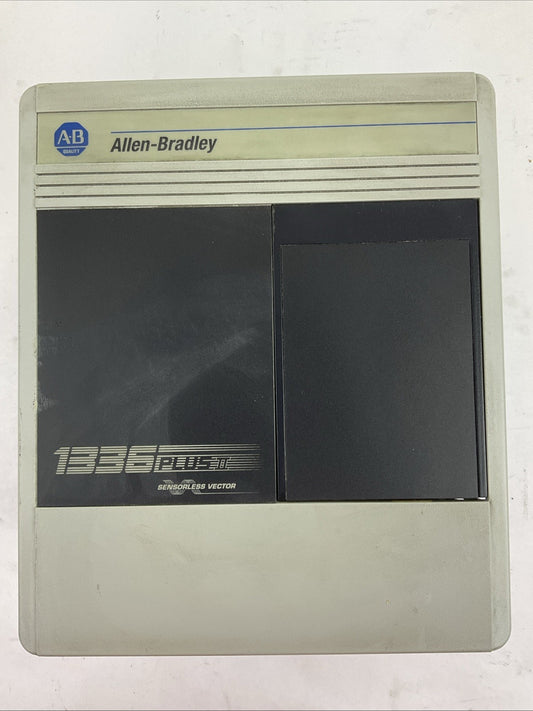 AB
QUALITY
Allen-Bradley
1336 PLUS II
SENSORLESS VECTOR